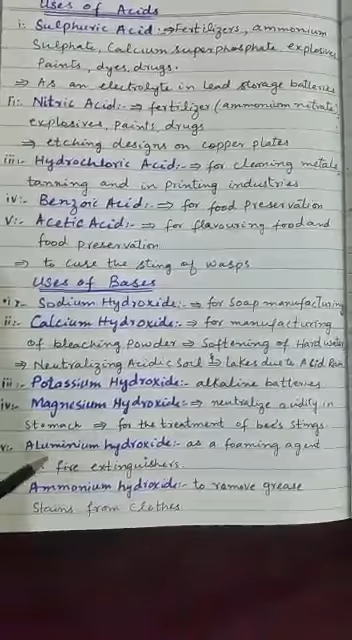 Uses of Acids
i:- Sulphuric Acid:→Fertilizers, ammonium
Sulphate, Calcium superphosphate, explosive
Paints, dyes, drugs.
⇒ As an electrolyte in lead storage batteries
ii:- Nitric Acid:- ⇒ fertilizer (ammonium nitrate)
explosives, paints, drugs
⇒ etching designs on copper plates
iii:- Hydrochloric Acid:- ⇒ for cleaning metals
tanning and in printing industries
iv:- Benzoic Acid:- ⇒ for food preservation
v:- Acetic Acid:- ⇒ for flavouring food and
food preservation
⇒ to cure the sting of wasps
Uses of Bases
i:- Sodium Hydroxide:- ⇒ for Soap manufacturing
ii:- Calcium Hydroxide:- ⇒ for manufacturing
of bleaching Powder ⇒ Softening of Hard water
⇒ Neutralizing Acidic Soil & lakes due to Acid Rain
iii:- Potassium Hydroxide:- alkaline batteries
iv:- Magnesium Hydroxide:- ⇒ neutralize acidity in
Stomach ⇒ for the treatment of bee's stings
v:- Aluminium hydroxide:- as a foaming agent
fire extinguishers.
Ammonium hydroxide:- to remove grease
Stains from clothes